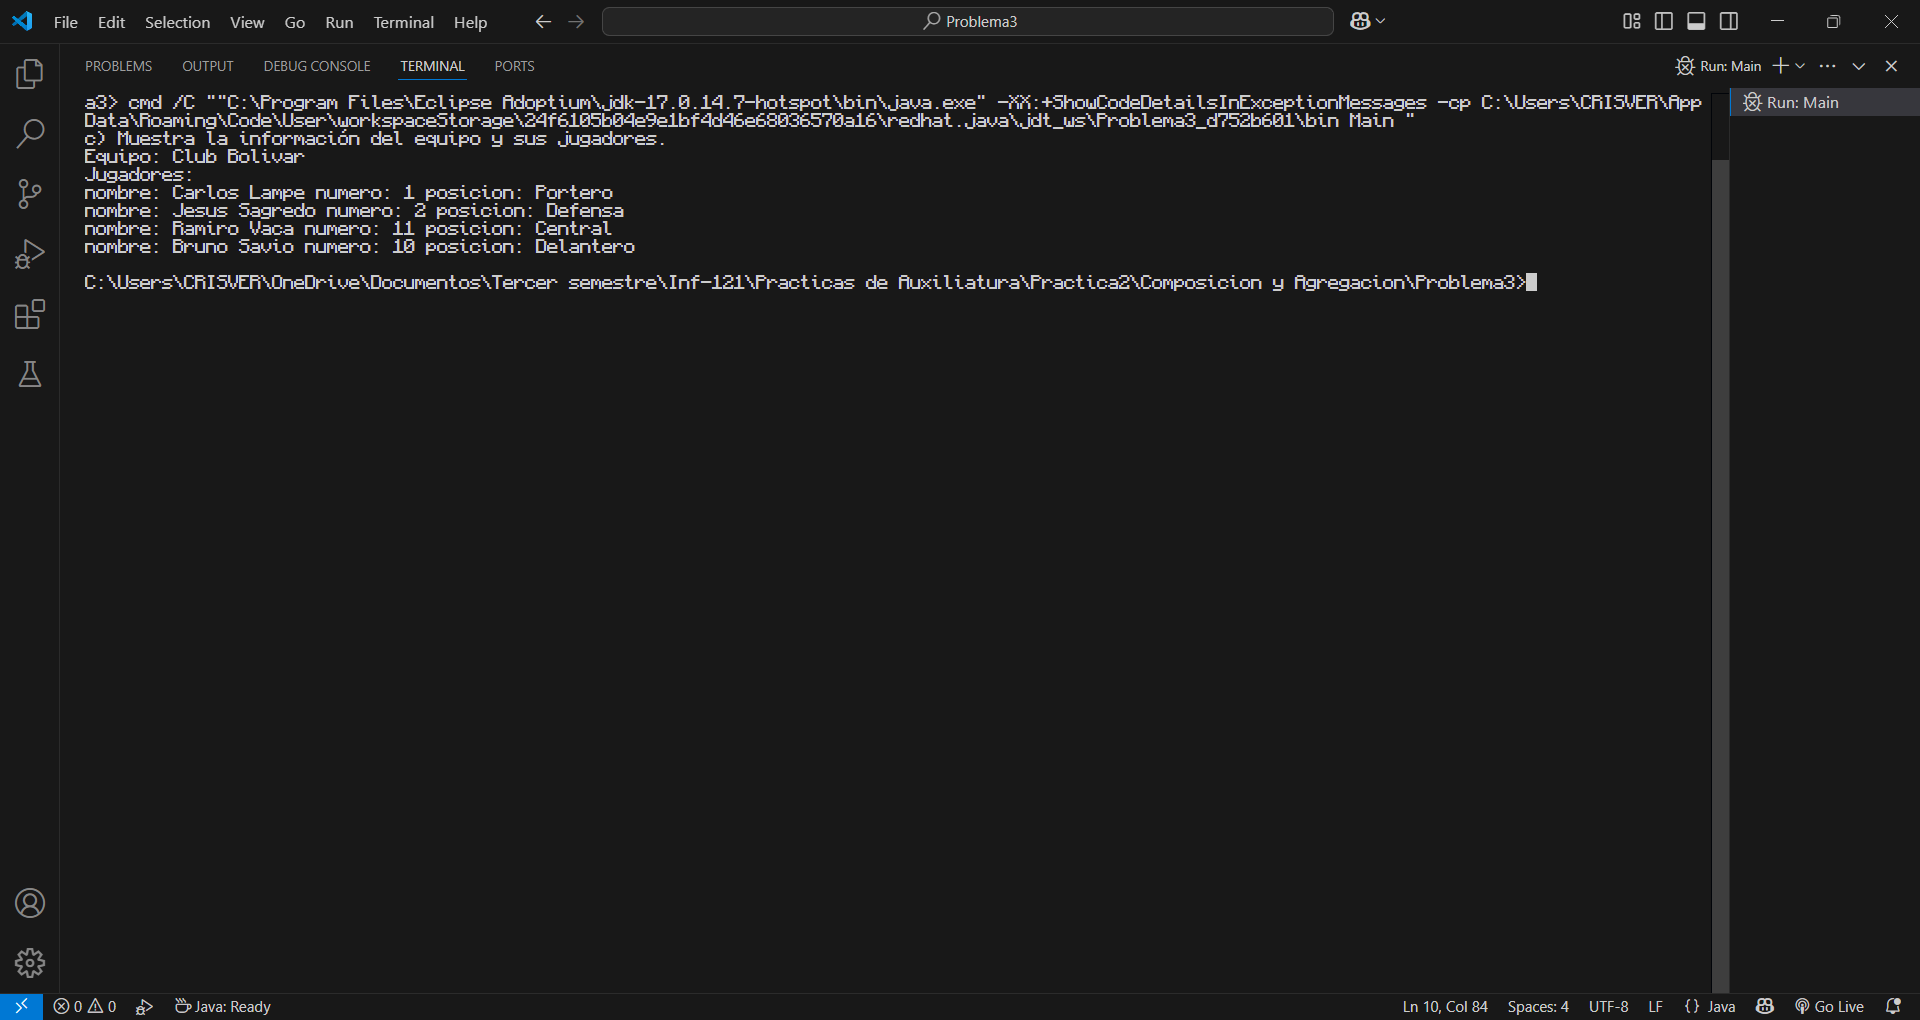 File Edit Selection View Go Run Terminal Help Problema3
PROBLEMS OUTPUT DEBUG CONSOLE TERMINAL PORTS Run: Main
a3> cmd /C ""C:\Program Files\Eclipse Adoptium\jdk-17.0.14.7-hotspot\bin\java.exe" -XX:+ShowCodeDetailsInExceptionMessages -cp C:\Users\CRISVER\App
Run: Main
Data\Roaming\Code\User\workspaceStorage\24f6105b04e9e1bf4d46e68036570a16\redhat.java\jdt_ws\Problema3_d752b601\bin Main "
c) Muestra la información del equipo y sus jugadores.
Equipo: Club Bolivar
Jugadores:
nombre: Carlos Lampe numero: 1 posicion: Portero
nombre: Jesus Sagredo numero: 2 posicion: Defensa
nombre: Ramiro Vaca numero: 11 posicion: Central
nombre: Bruno Savio numero: 10 posicion: Delantero
C:\Users\CRISVER\OneDrive\Documentos\Tercer semestre\Inf-121\Practicas de Auxiliatura\Practica2\Composicion y Agregacion\Problema3>
0 0 Java: Ready Ln 10, Col 84 Spaces: 4 UTF-8 LF {} Java Go Live